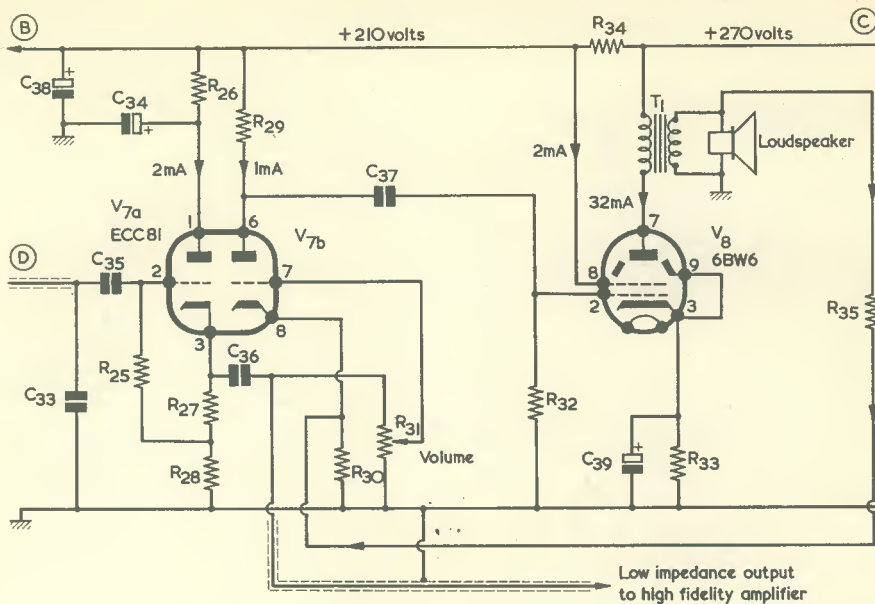 B
+210 volts
R34
+270 volts
C
C38
C34
R26
R29
T1
Loudspeaker
2mA
1mA
C37
2mA
32mA
V7a
ECC81
1
6
V7b
7
V8
6BW6
D
C35
2
7
8
9
2
3
8
3
C36
R35
R25
C33
R27
R31
R32
Volume
C39
R33
R28
R30
Low impedance output
to high fidelity amplifier